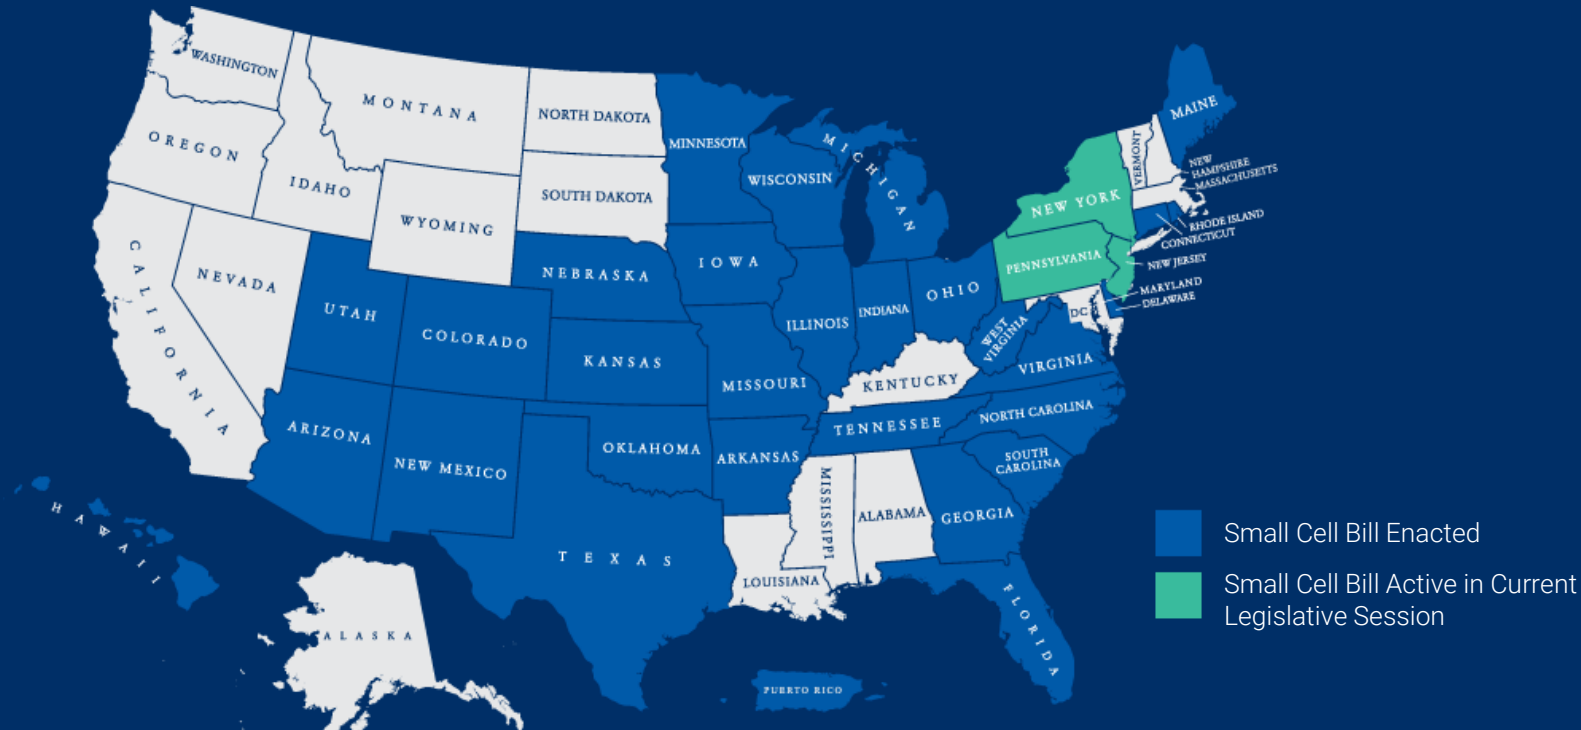 WASHINGTON
MONTANA
NORTH DAKOTA
MINNESOTA
MICHIGAN
MAINE
OREGON
IDAHO
SOUTH DAKOTA
WISCONSIN
VERMONT
NEW
HAMPSHIRE
MASSACHUSETTS
WYOMING
NEW YORK
RHODE ISLAND
CONNECTICUT
CALIFORNIA
NEVADA
NEBRASKA
IOWA
PENNSYLVANIA
NEW JERSEY
UTAH
COLORADO
ILLINOIS
INDIANA
OHIO
MARYLAND
DELAWARE
DC
WEST
VIRGINIA
VIRGINIA
KANSAS
MISSOURI
KENTUCKY
ARIZONA
NEW MEXICO
OKLAHOMA
ARKANSAS
TENNESSEE
NORTH CAROLINA
SOUTH
CAROLINA
MISSISSIPPI
ALABAMA
GEORGIA
HAWAII
TEXAS
LOUISIANA
FLORIDA
ALASKA
PUERTO RICO
Small Cell Bill Enacted
Small Cell Bill Active in Current
Legislative Session